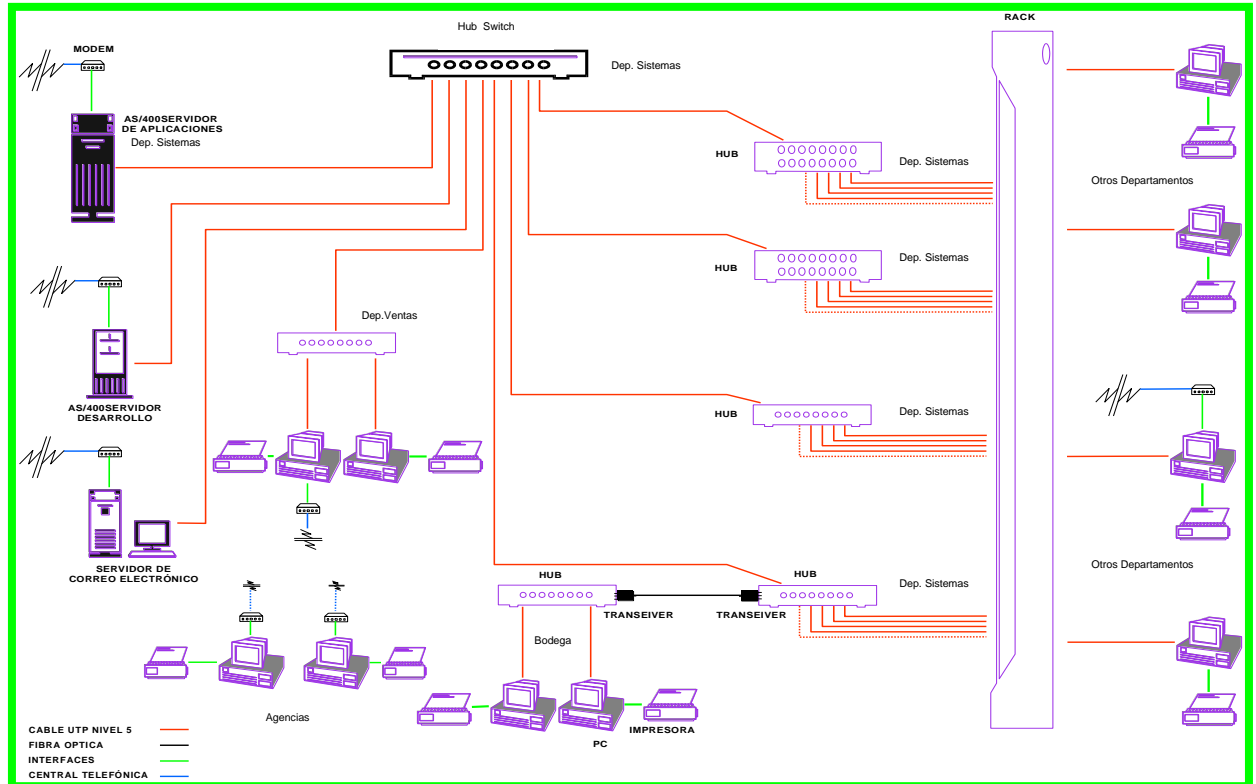 RACK
Hub Switch
MODEM
Dep. Sistemas
AS/400SERVIDOR
DE APLICACIONES
Dep. Sistemas
HUB
Dep. Sistemas
Otros Departamentos
HUB
Dep. Sistemas
Dep.Ventas
AS/400SERVIDOR
DESARROLLO
HUB
Dep. Sistemas
SERVIDOR DE
CORREO ELECTRÓNICO
HUB
HUB
Dep. Sistemas
Otros Departamentos
TRANSEIVER
TRANSEIVER
Bodega
Agencias
IMPRESORA
PC
CABLE UTP NIVEL 5
FIBRA OPTICA
INTERFACES
CENTRAL TELEFÓNICA